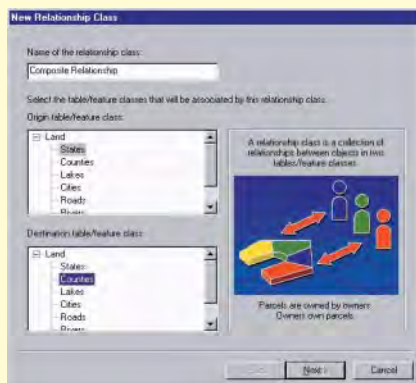 New Relationship Class
Name of the relationship class:
Composite Relationship
Select the table/feature classes that will be associated by this relationship class.
Origin table/feature class:
Land
States
Counties
Lakes
Cities
Roads
Rivers
A relationship class is a collection of
relationships between objects in two
tables/feature classes
Destination table/feature class:
Land
States
Counties
Lakes
Cities
Roads
Rivers
Parcels are owned by owners
Owners own parcels.
Next >
Cancel